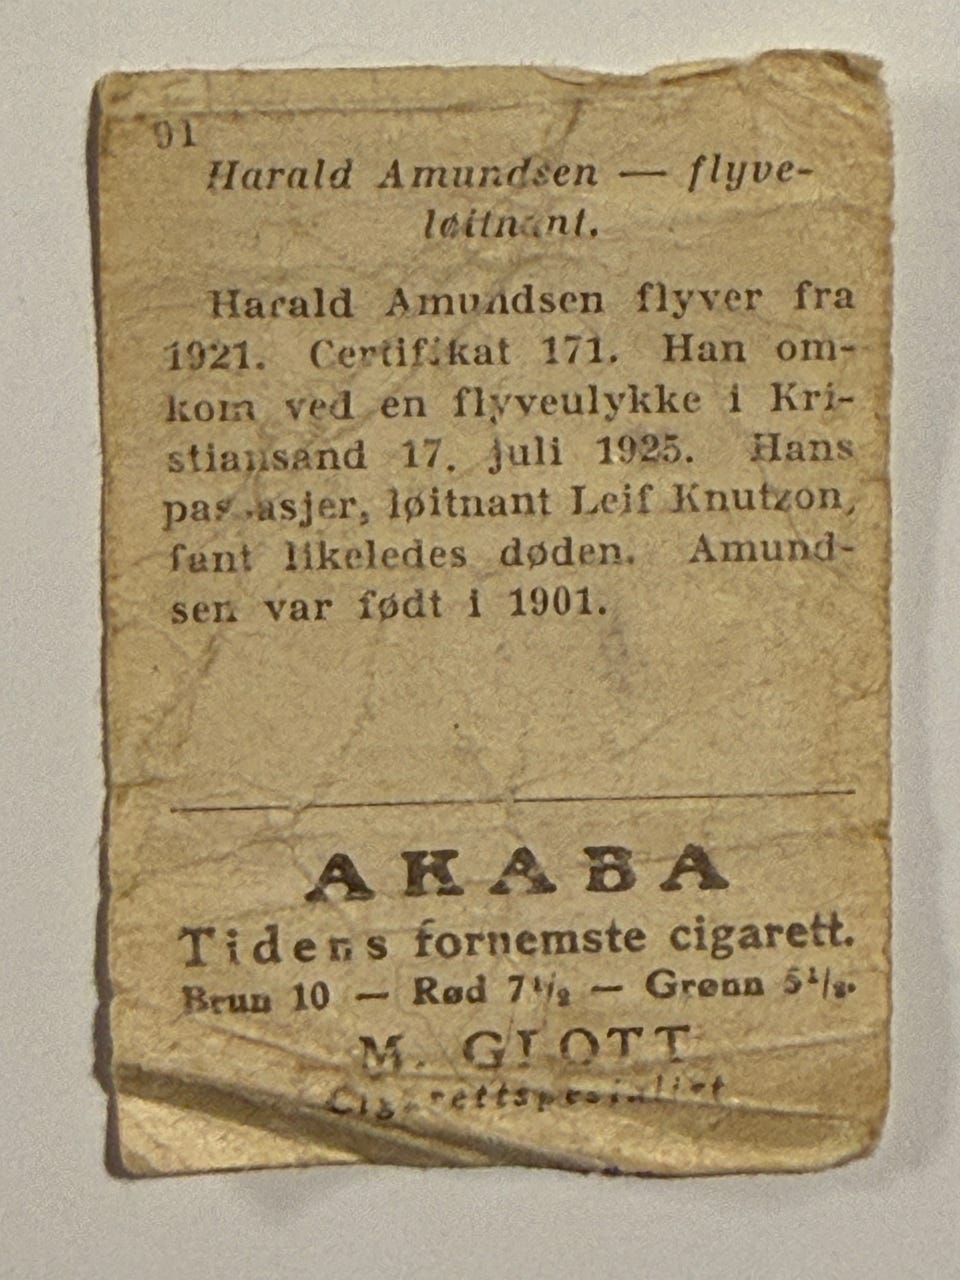 91
Harald Amundsen — flyve-
løitnant.
Harald Amundsen flyver fra
1921. Certifikat 171. Han om-
kom ved en flyveulykke i Kri-
stiansand 17. juli 1925. Hans
passasjer, løitnant Leif Knutzon,
fant likeledes døden. Amund-
sen var født i 1901.
AKABA
Tidens fornemste cigarett.
Brun 10 — Rød 7½ — Grønn 5½.
M. GLOTT
Cigarettspesialist